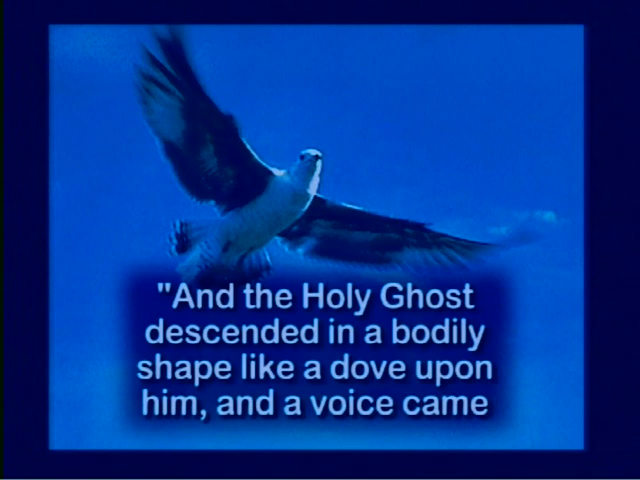 "And the Holy Ghost
descended in a bodily
shape like a dove upon
him, and a voice came